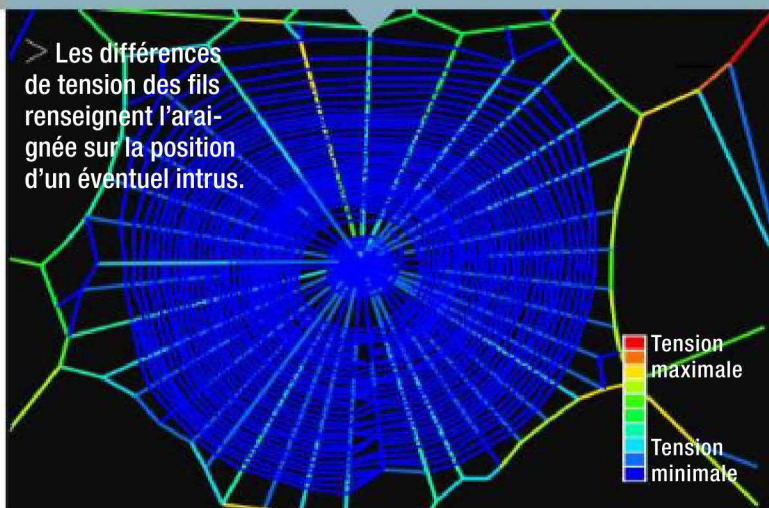 > Les différences
de tension des fils
renseignent l’arai-
gnée sur la position
d’un éventuel intrus.
Tension
maximale
Tension
minimale